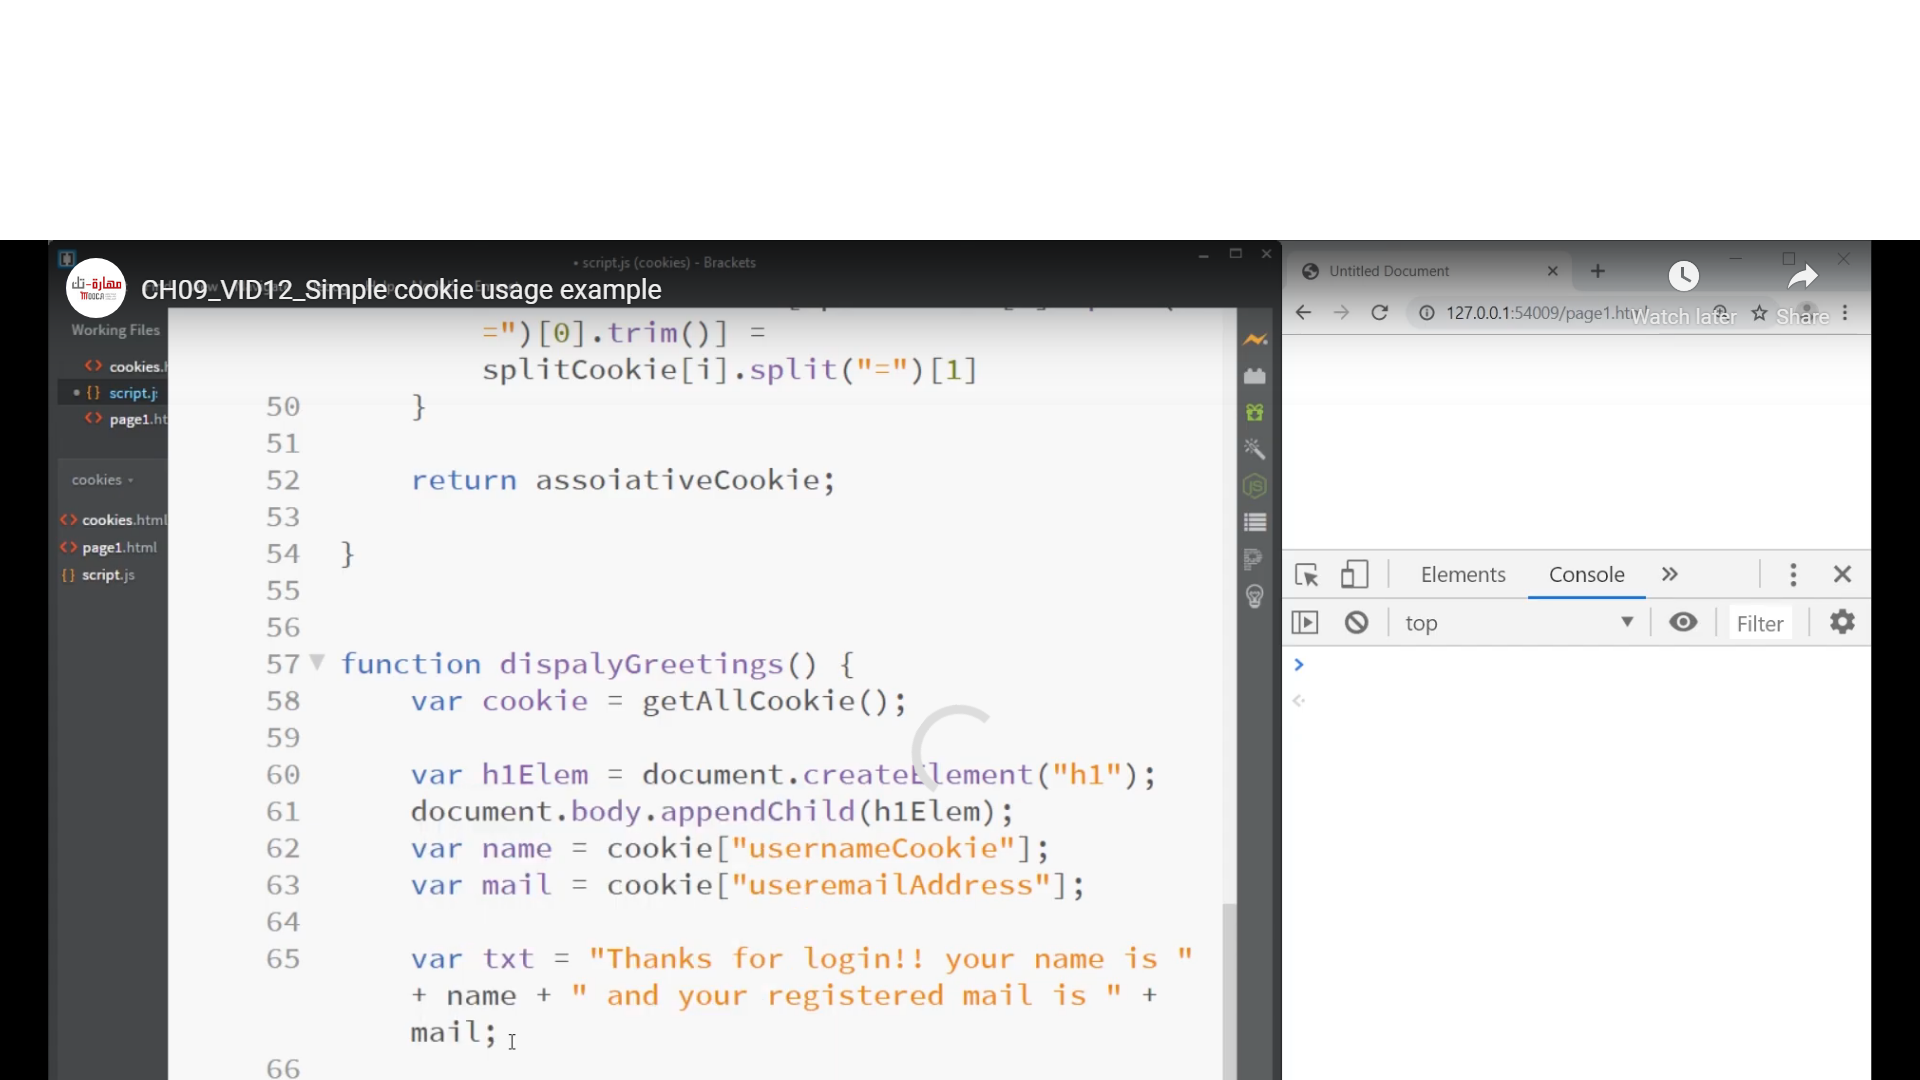 • script.js (cookies) - Brackets
مهارة-تك
MOOCA
CH09_VID12_Simple cookie usage example
Working Files
cookies.h
script.js
page1.ht
cookies
cookies.html
page1.html
script.js
=")[0].trim()] =
splitCookie[i].split("=")[1]
50 }
51
52 return assoiativeCookie;
53
54 }
55
56
57 function dispalyGreetings() {
58 var cookie = getAllCookie();
59
60 var h1Elem = document.createElement("h1");
61 document.body.appendChild(h1Elem);
62 var name = cookie["usernameCookie"];
63 var mail = cookie["useremailAddress"];
64
65 var txt = "Thanks for login!! your name is "
+ name + " and your registered mail is " +
mail;
66
Untitled Document
127.0.0.1:54009/page1.html
Watch later
Share
Elements Console
top Filter